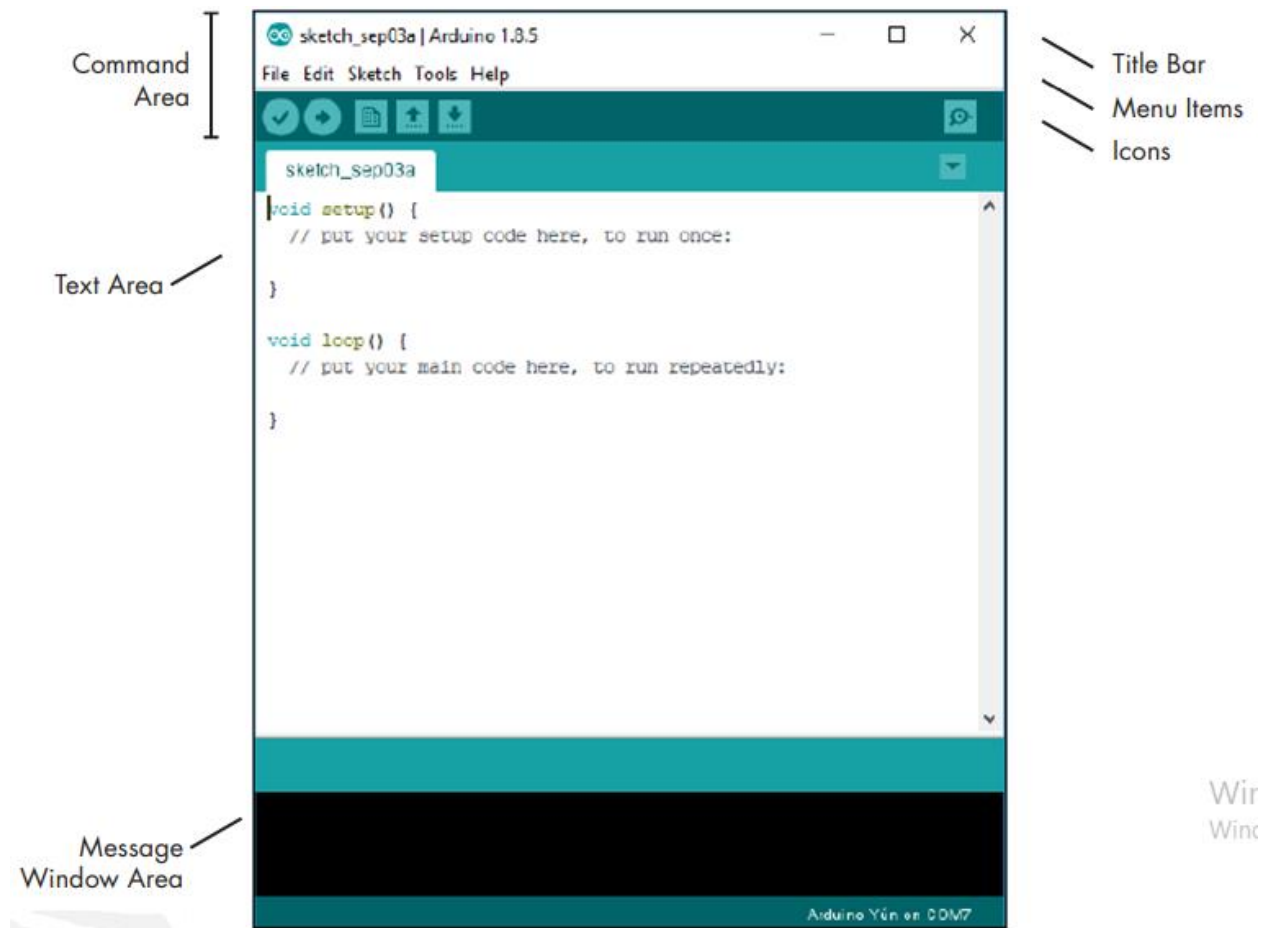 Command
Area
sketch_sep03a | Arduino 1.8.5
File Edit Sketch Tools Help
Title Bar
Menu Items
Icons
sketch_sep03a
void setup() {
// put your setup code here, to run once:
}
void loop() {
// put your main code here, to run repeatedly:
}
Text Area
Message
Window Area
Arduino Yún on COM7